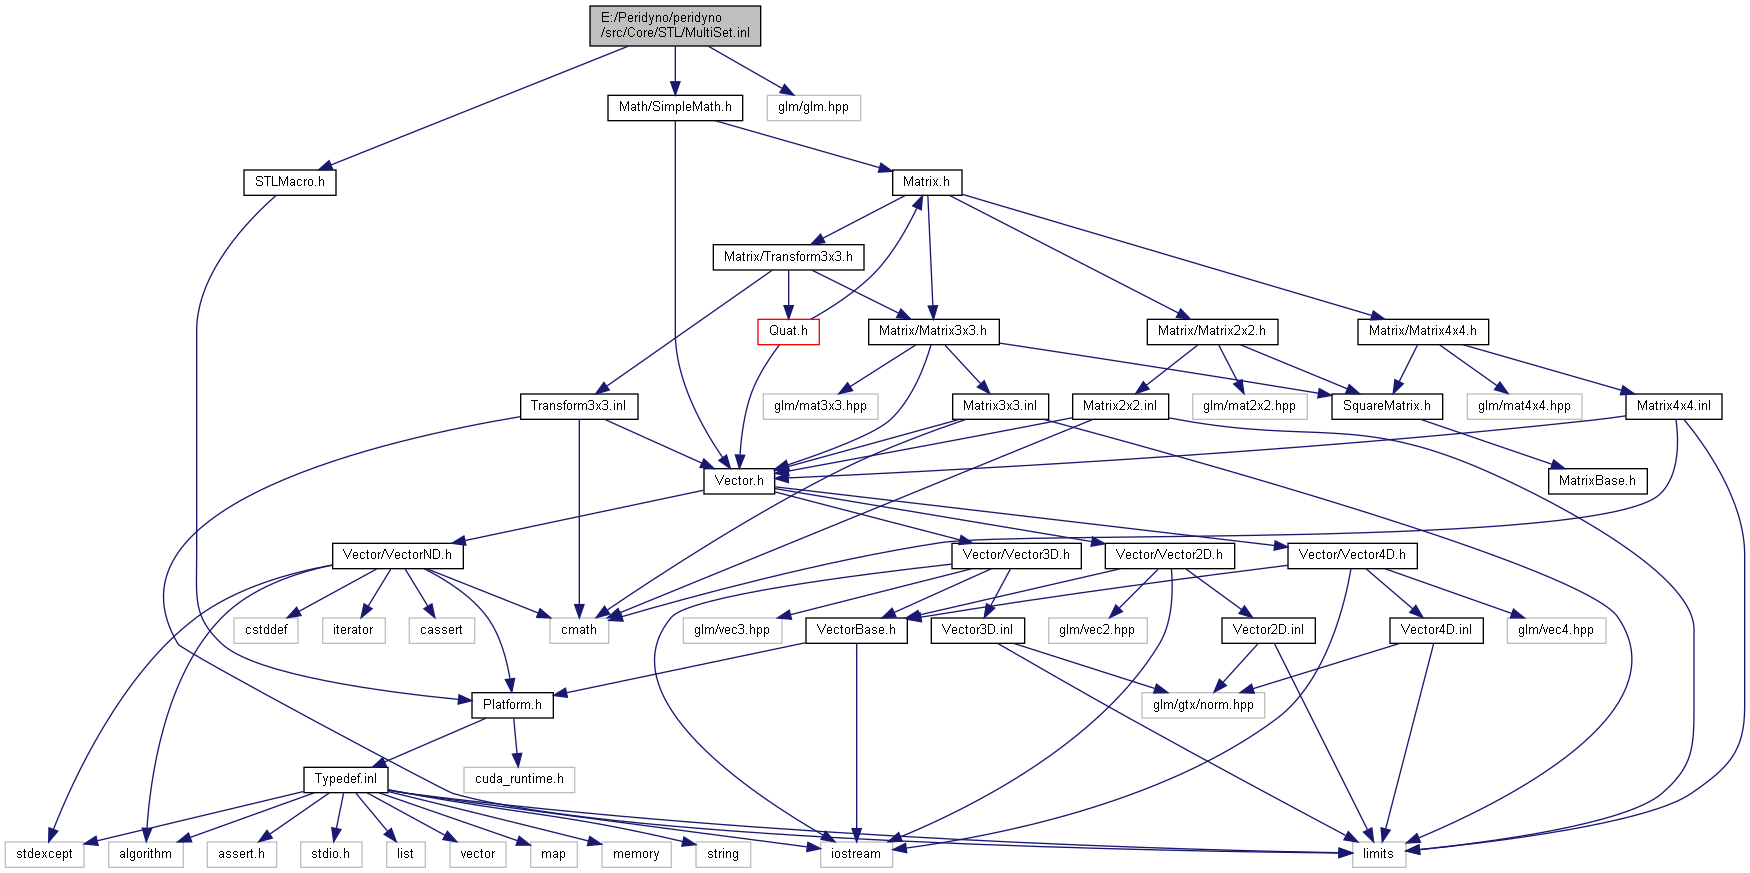 E:/Peridyno/peridyno
/src/Core/STL/MultiSet.inl
Math/SimpleMath.h
glm/glm.hpp
STLMacro.h
Matrix.h
Matrix/Transform3x3.h
Quat.h
Matrix/Matrix3x3.h
Matrix/Matrix2x2.h
Matrix/Matrix4x4.h
Transform3x3.inl
glm/mat3x3.hpp
Matrix3x3.inl
Matrix2x2.inl
glm/mat2x2.hpp
SquareMatrix.h
glm/mat4x4.hpp
Matrix4x4.inl
Vector.h
MatrixBase.h
Vector/VectorND.h
Vector/Vector3D.h
Vector/Vector2D.h
Vector/Vector4D.h
cstddef
iterator
cassert
cmath
glm/vec3.hpp
VectorBase.h
Vector3D.inl
glm/vec2.hpp
Vector2D.inl
Vector4D.inl
glm/vec4.hpp
Platform.h
glm/gtx/norm.hpp
Typedef.inl
cuda_runtime.h
stdexcept
algorithm
assert.h
stdio.h
list
vector
map
memory
string
iostream
limits